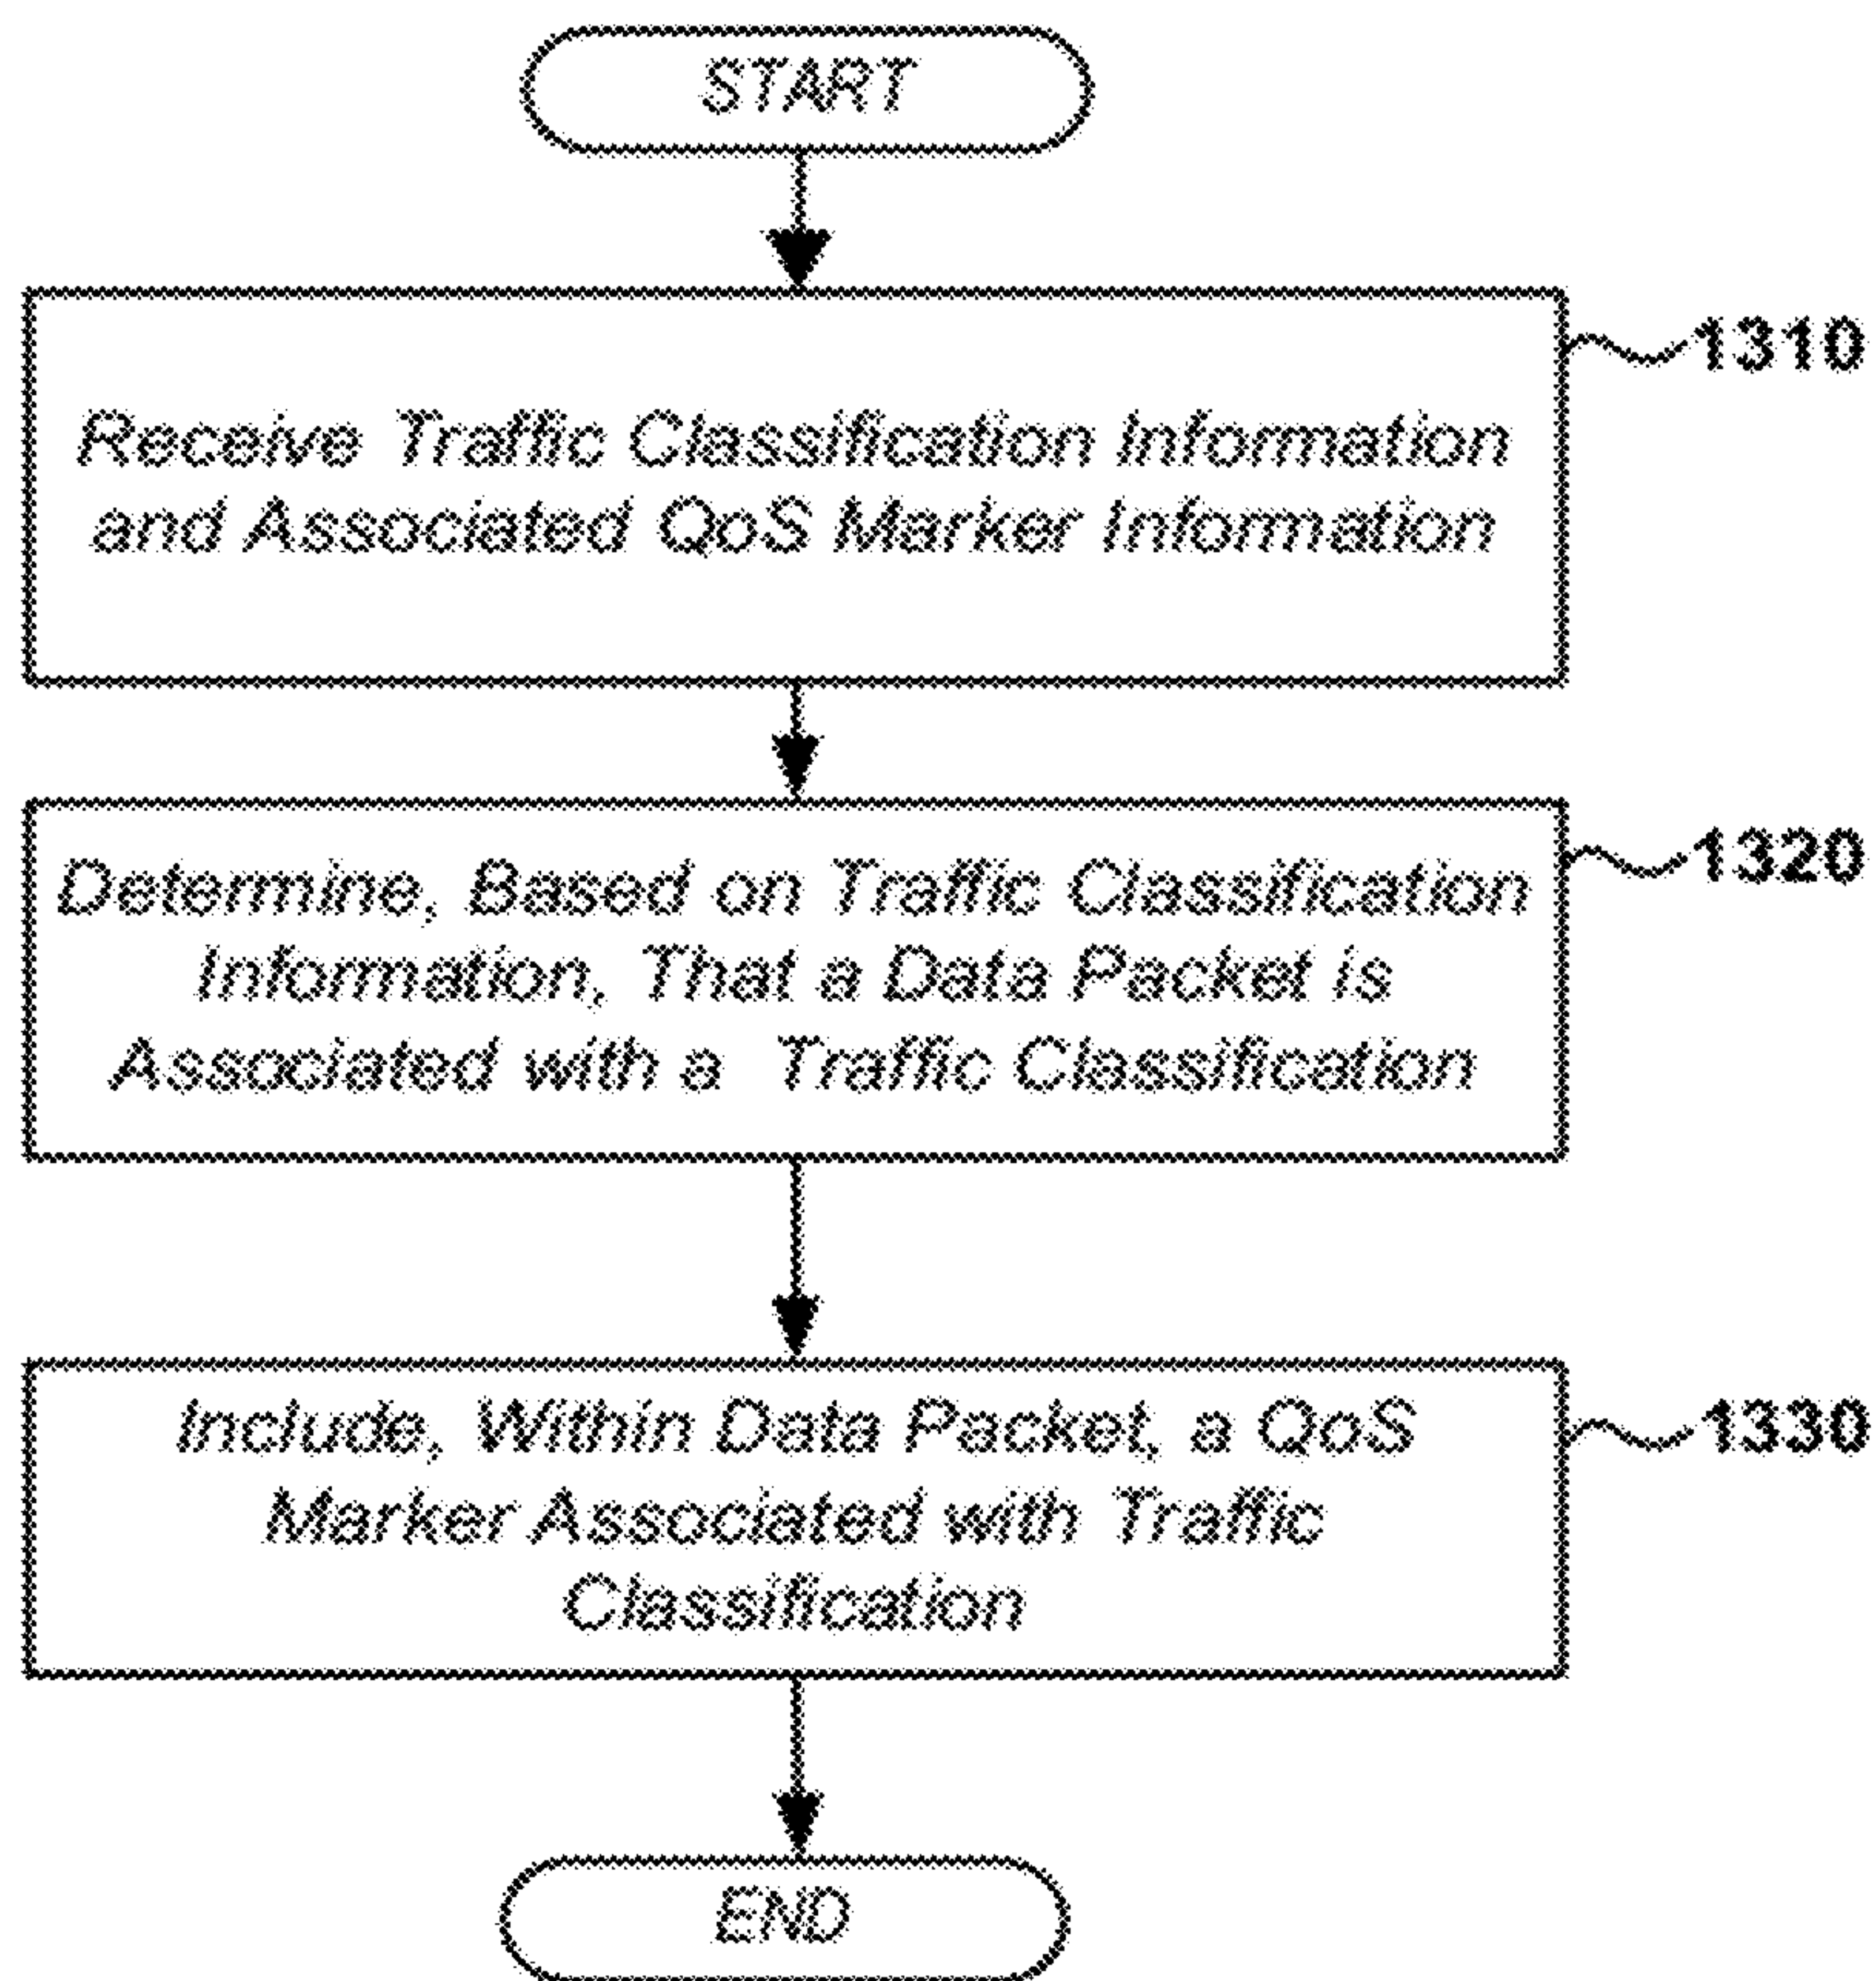 START
Receive Traffic Classification Information
and Associated QoS Marker Information
1310
Determine, Based on Traffic Classification
Information, That a Data Packet is
Associated with a Traffic Classification
1320
Include, Within Data Packet, a QoS
Marker Associated with Traffic
Classification
1330
END